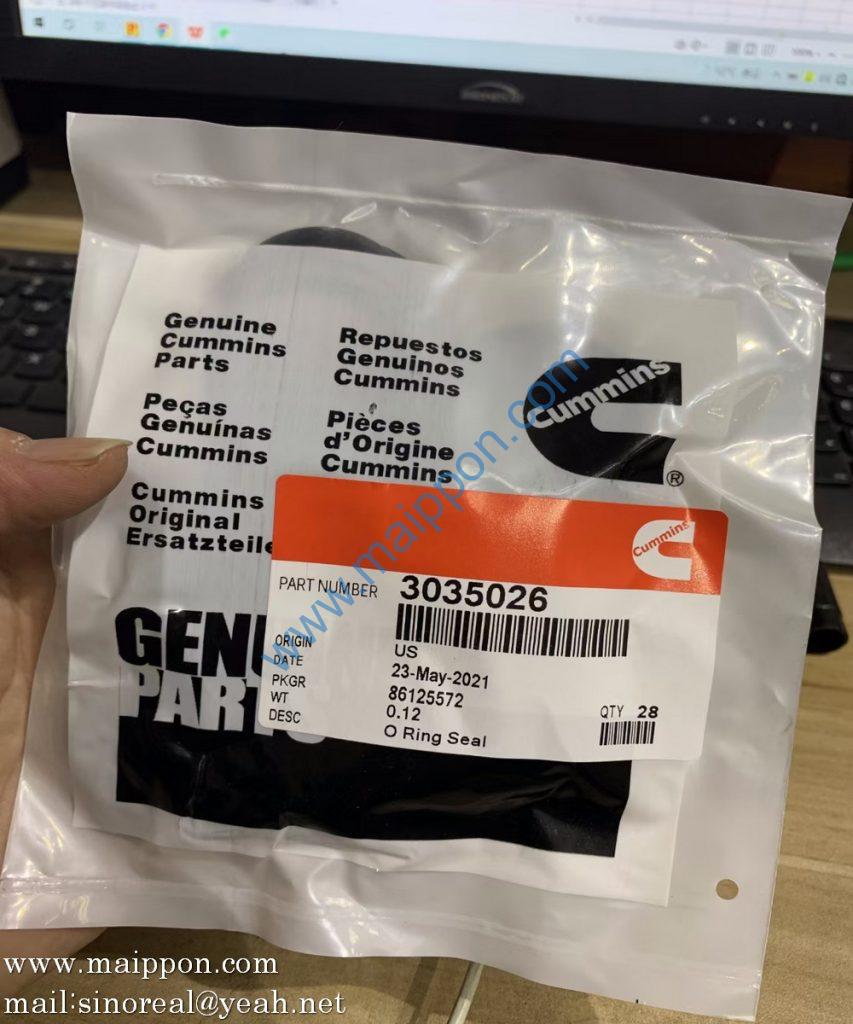 Genuine
Cummins
Parts
Repuestos
Genuinos
Cummins
Peças
Genuínas
Cummins
Pièces
d'Origine
Cummins
Cummins
Original
Ersatzteile
Cummins
®
Cummins
PART NUMBER 3035026
ORIGIN US
DATE 23-May-2021
PKGR 86125572
WT 0.12
DESC O Ring Seal
QTY 28
GENU
PARTS
www.maippon.com
www.maippon.com
mail:sinoreal@yeah.net